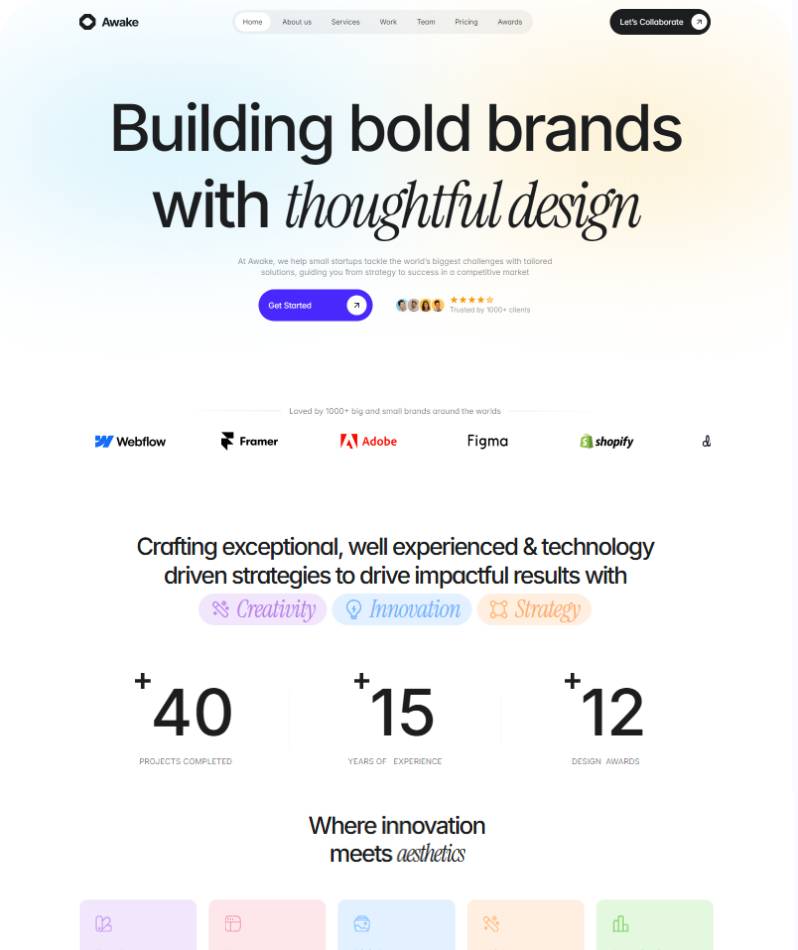 Awake
Home About us Services Work Team Pricing Awards
Let's Collaborate
Building bold brands
with thoughtful design
At Awake, we help small startups tackle the world's biggest challenges with tailored
solutions, guiding you from strategy to success in a competitive market
Get Started
Trusted by 1000+ clients
Loved by 1000+ big and small brands around the worlds
Webflow Framer Adobe Figma shopify
Crafting exceptional, well experienced & technology
driven strategies to drive impactful results with
Creativity Innovation Strategy
+40 +15 +12
PROJECTS COMPLETED YEARS OF EXPERIENCE DESIGN AWARDS
Where innovation
meets aesthetics